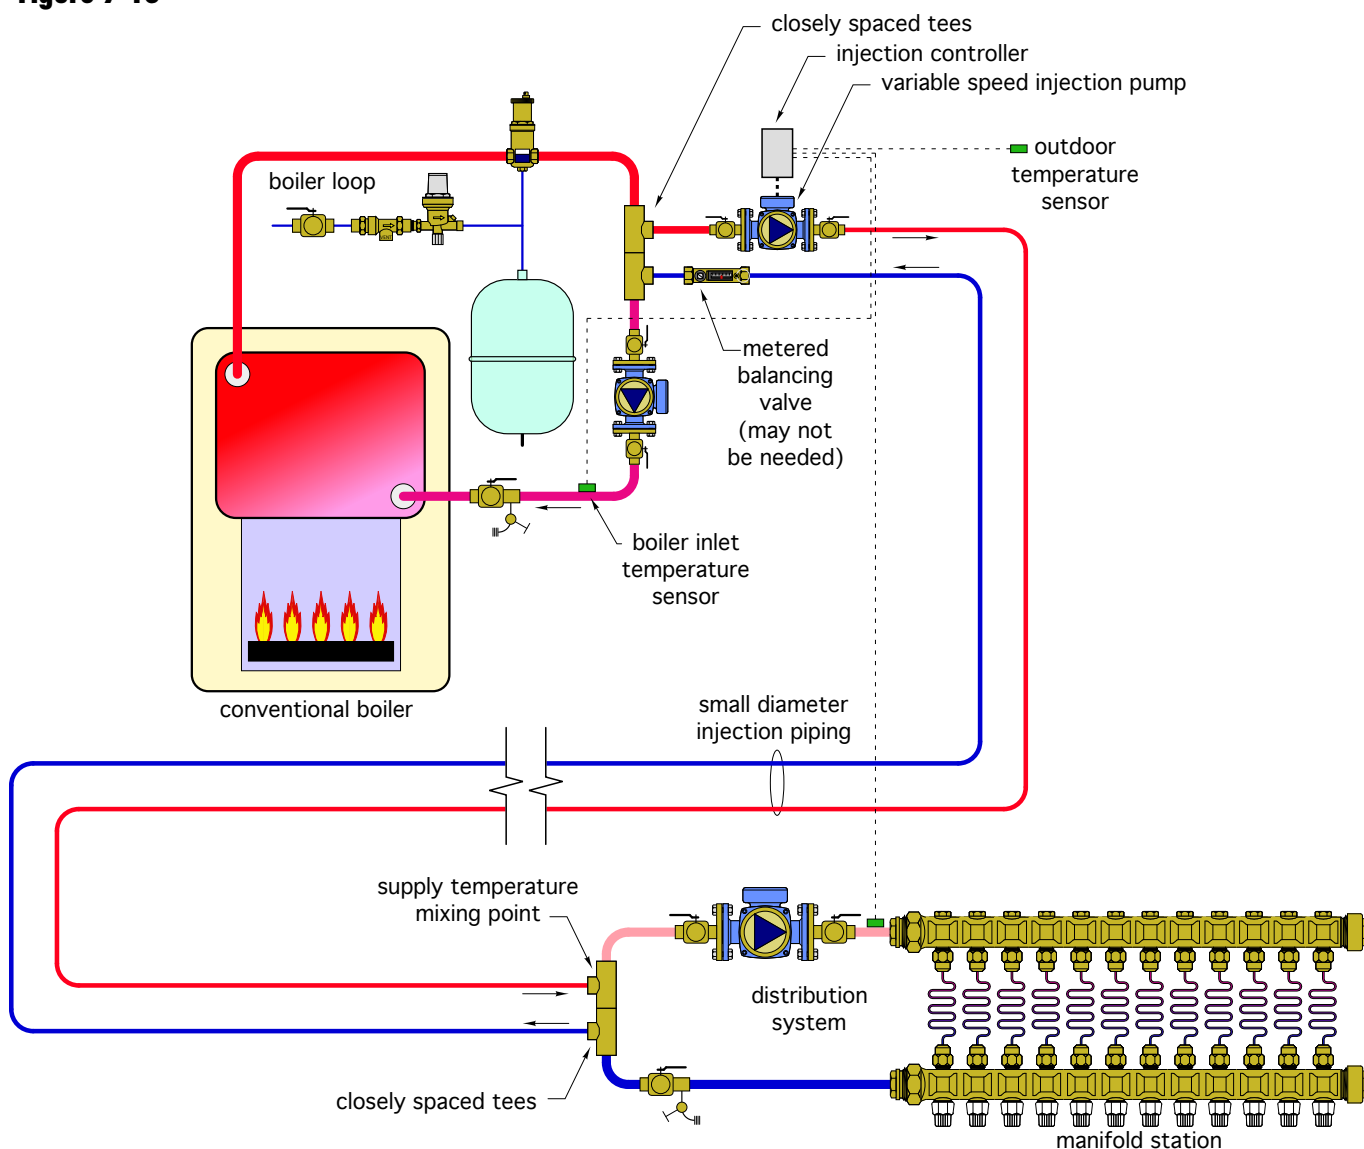 closely spaced tees
injection controller
variable speed injection pump
outdoor
temperature
sensor
boiler loop
metered
balancing
valve
(may not
be needed)
boiler inlet
temperature
sensor
conventional boiler
small diameter
injection piping
supply temperature
mixing point
distribution
system
closely spaced tees
manifold station